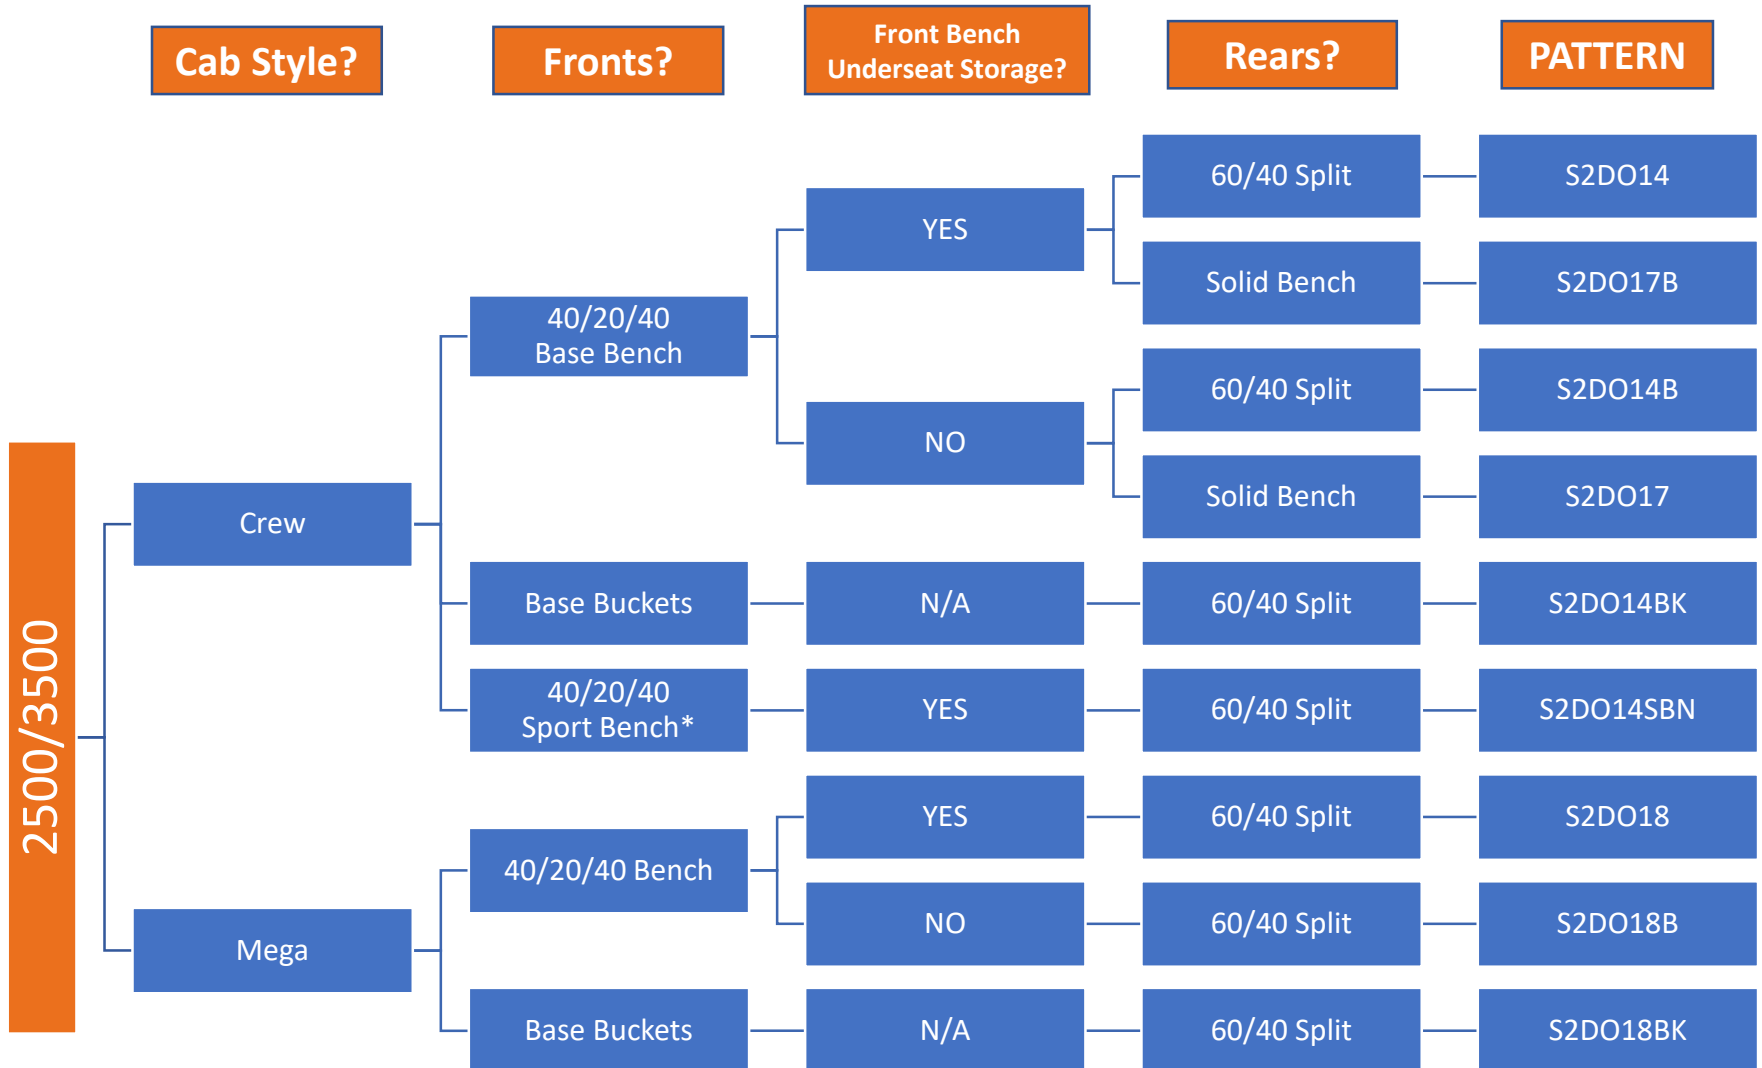 Cab Style?
Fronts?
Front Bench
Underseat Storage?
Rears?
PATTERN
2500/3500
Crew
40/20/40
Base Bench
YES
60/40 Split
S2DO14
Solid Bench
S2DO17B
NO
60/40 Split
S2DO14B
Solid Bench
S2DO17
Base Buckets
N/A
60/40 Split
S2DO14BK
40/20/40
Sport Bench*
YES
60/40 Split
S2DO14SBN
Mega
40/20/40 Bench
YES
60/40 Split
S2DO18
NO
60/40 Split
S2DO18B
Base Buckets
N/A
60/40 Split
S2DO18BK